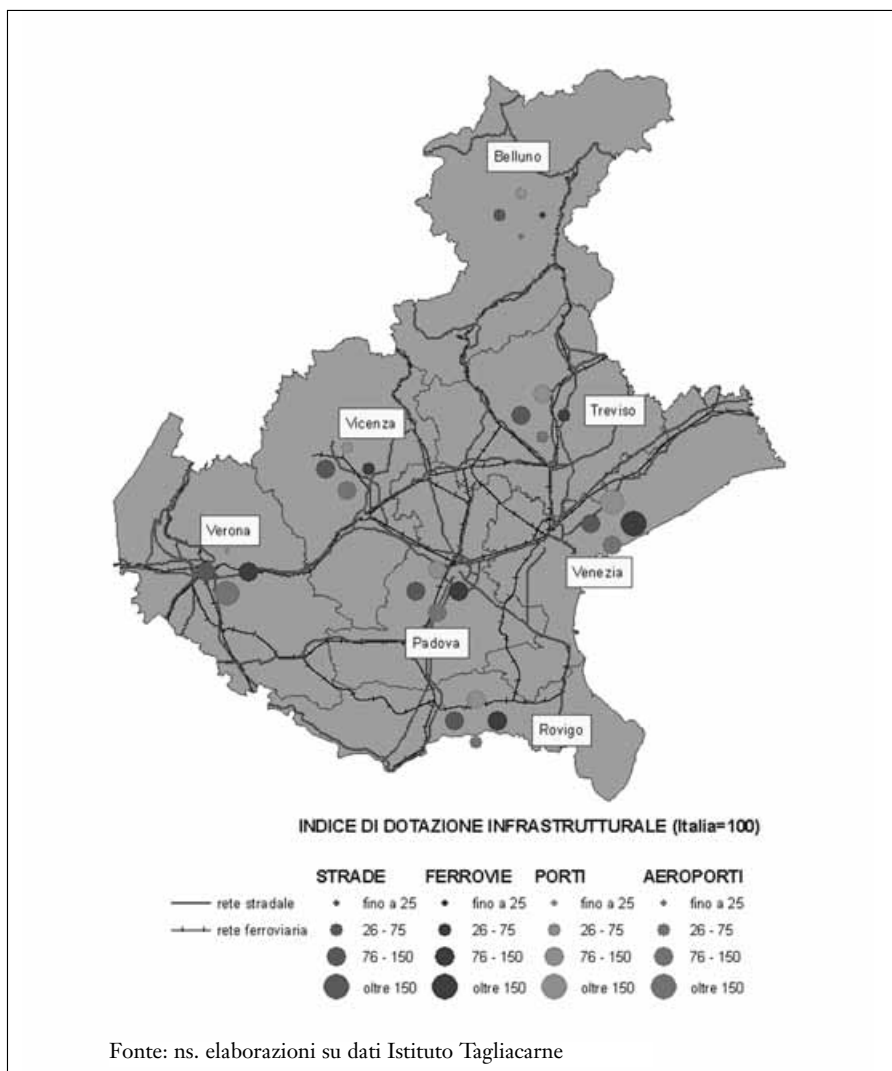 Belluno
Treviso
Vicenza
Verona
Venezia
Padova
Rovigo
INDICE DI DOTAZIONE INFRASTRUTTURALE (Italia=100)
STRADE FERROVIE PORTI AEROPORTI
rete stradale fino a 25 fino a 25 fino a 25 fino a 25
rete ferroviaria 26 - 75 26 - 75 26 - 75 26 - 75
76 - 150 76 - 150 76 - 150 76 - 150
oltre 150 oltre 150 oltre 150 oltre 150
Fonte: ns. elaborazioni su dati Istituto Tagliacarne